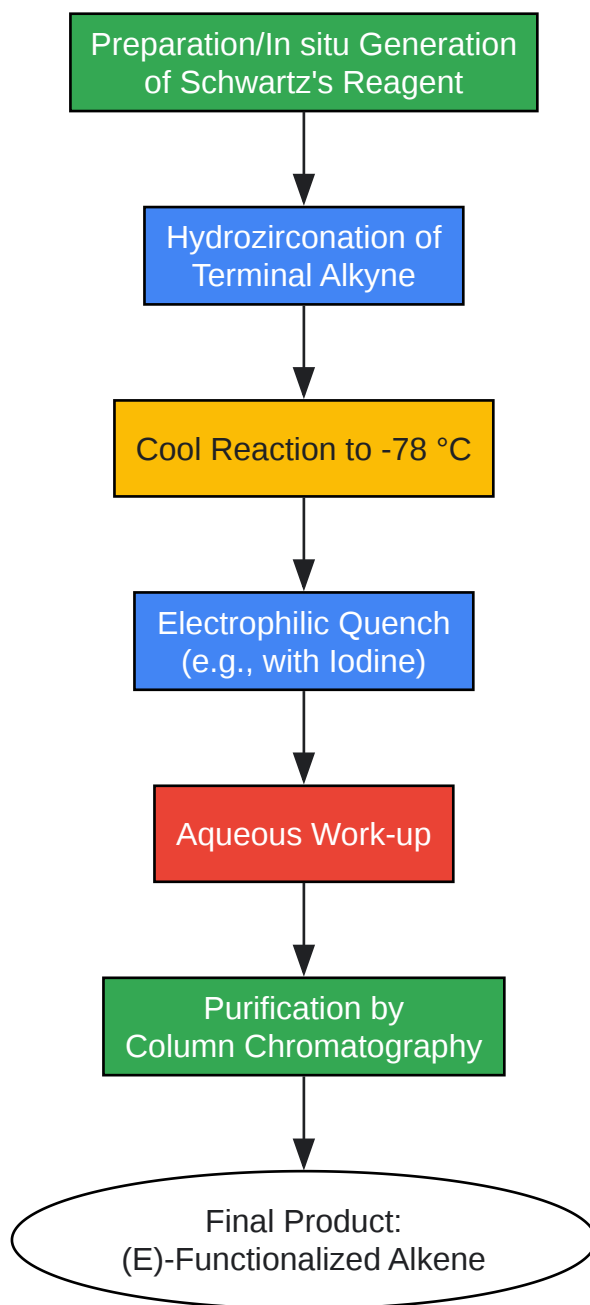 Preparation/In situ Generation
of Schwartz's Reagent
Hydrozirconation of
Terminal Alkyne
Cool Reaction to -78 °C
Electrophilic Quench
(e.g., with Iodine)
Aqueous Work-up
Purification by
Column Chromatography
Final Product:
(E)-Functionalized Alkene